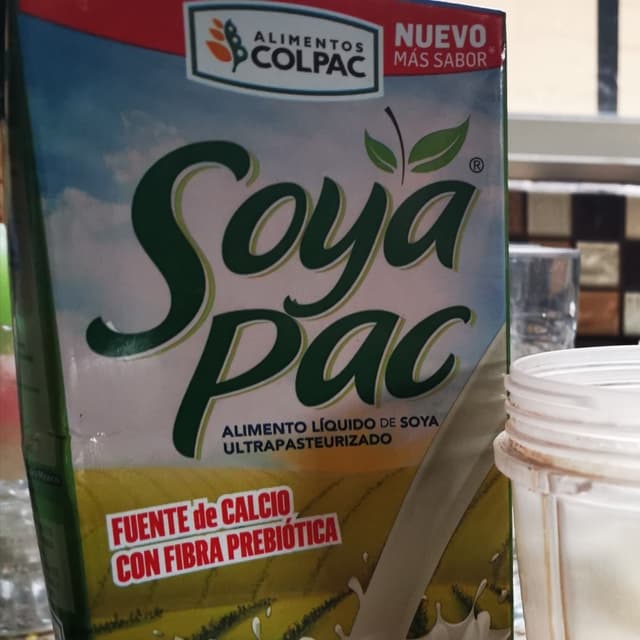 ALIMENTOS
COLPAC
NUEVO
MÁS SABOR*
Soya
pac
®
ALIMENTO LÍQUIDO DE SOYA
ULTRAPASTEURIZADO
FUENTE de CALCIO
CON FIBRA PREBIÓTICA